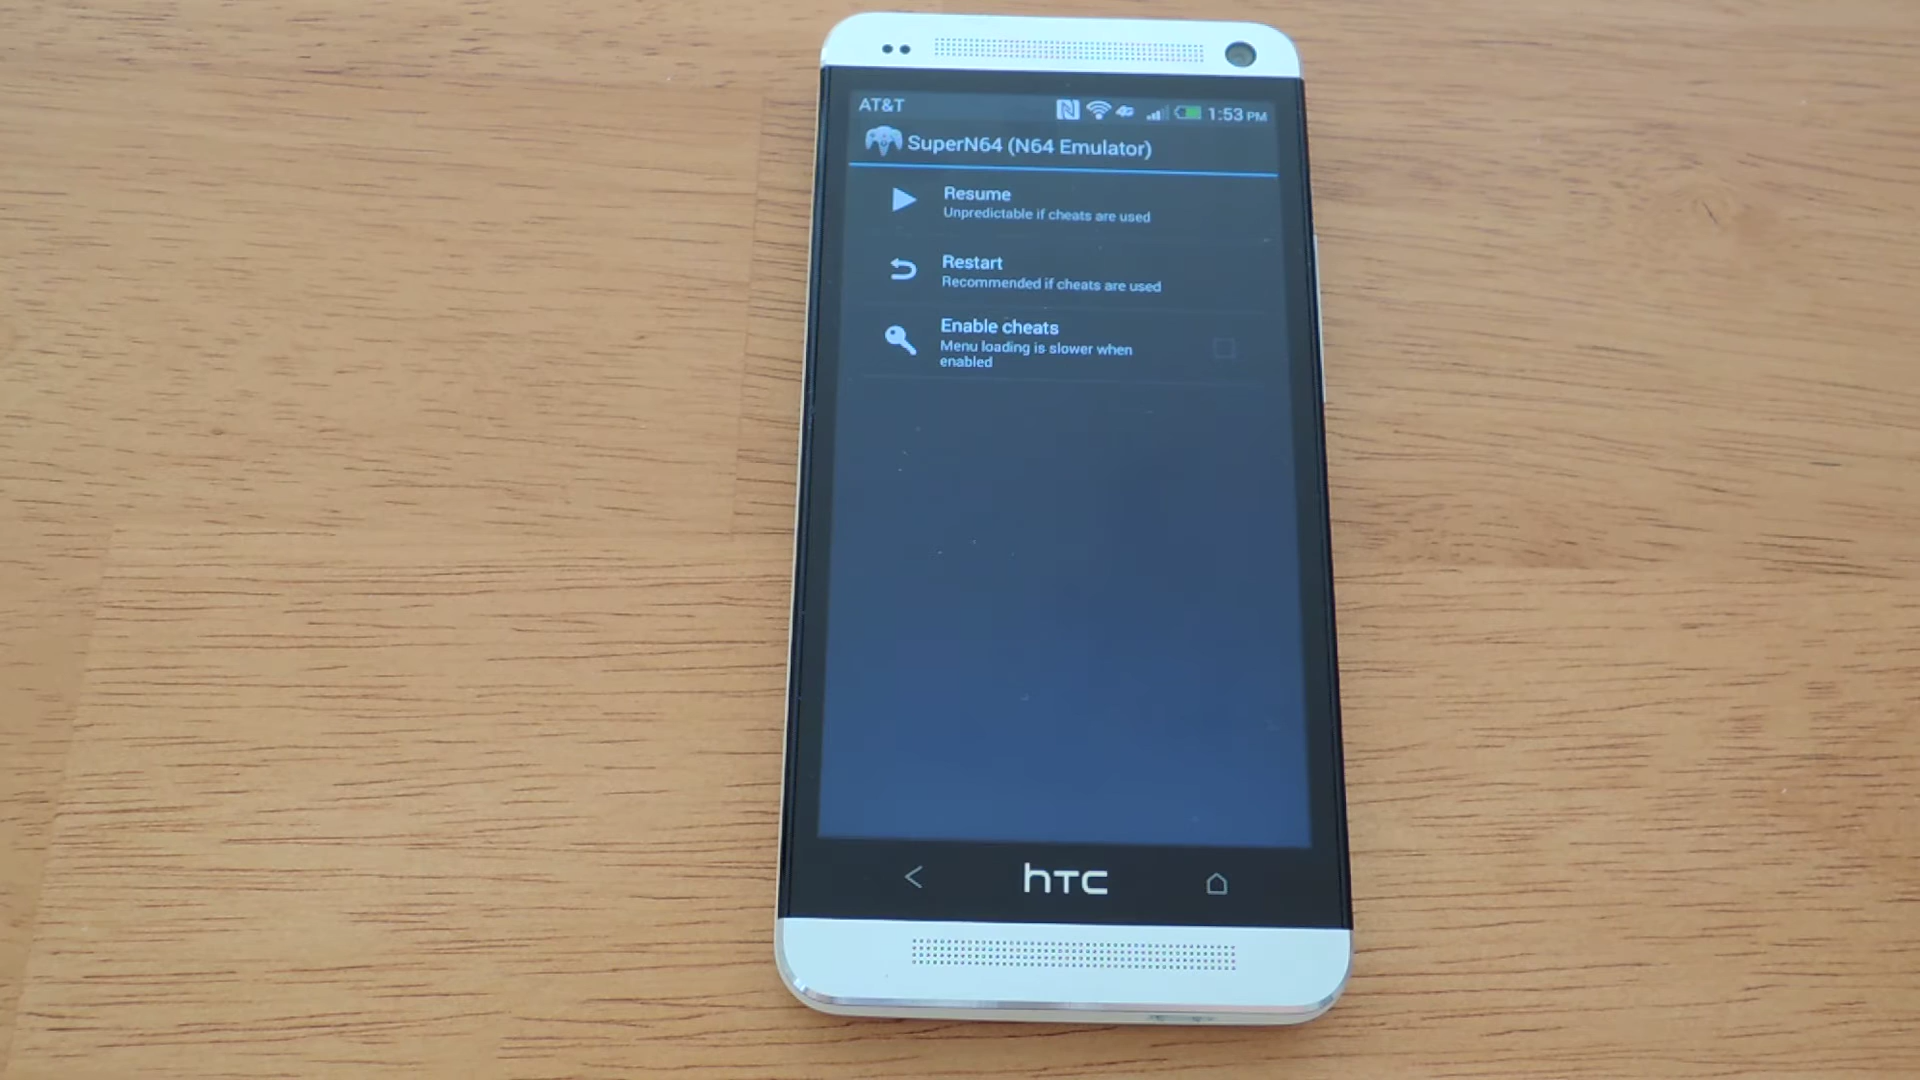 AT&T 4G 1:53 PM
SuperN64 (N64 Emulator)
Resume
Unpredictable if cheats are used
Restart
Recommended if cheats are used
Enable cheats
Menu loading is slower when
enabled
hTC